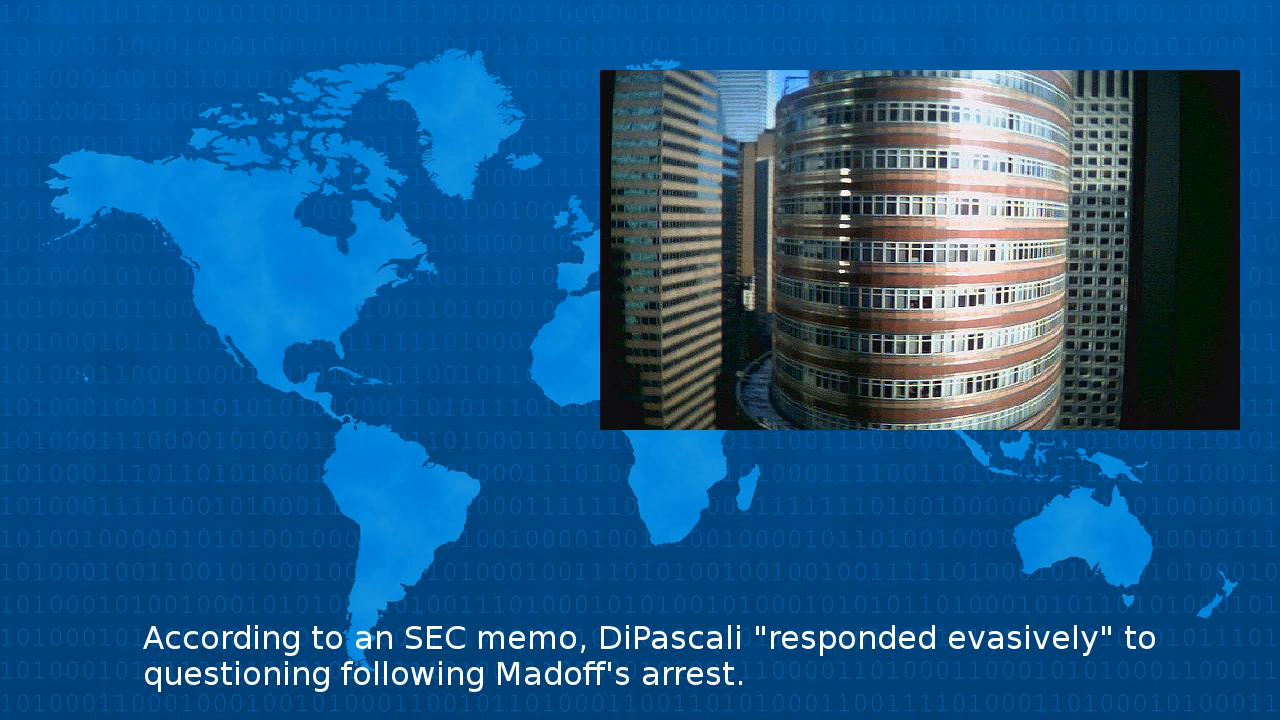 According to an SEC memo, DiPascali "responded evasively" to
questioning following Madoff's arrest.